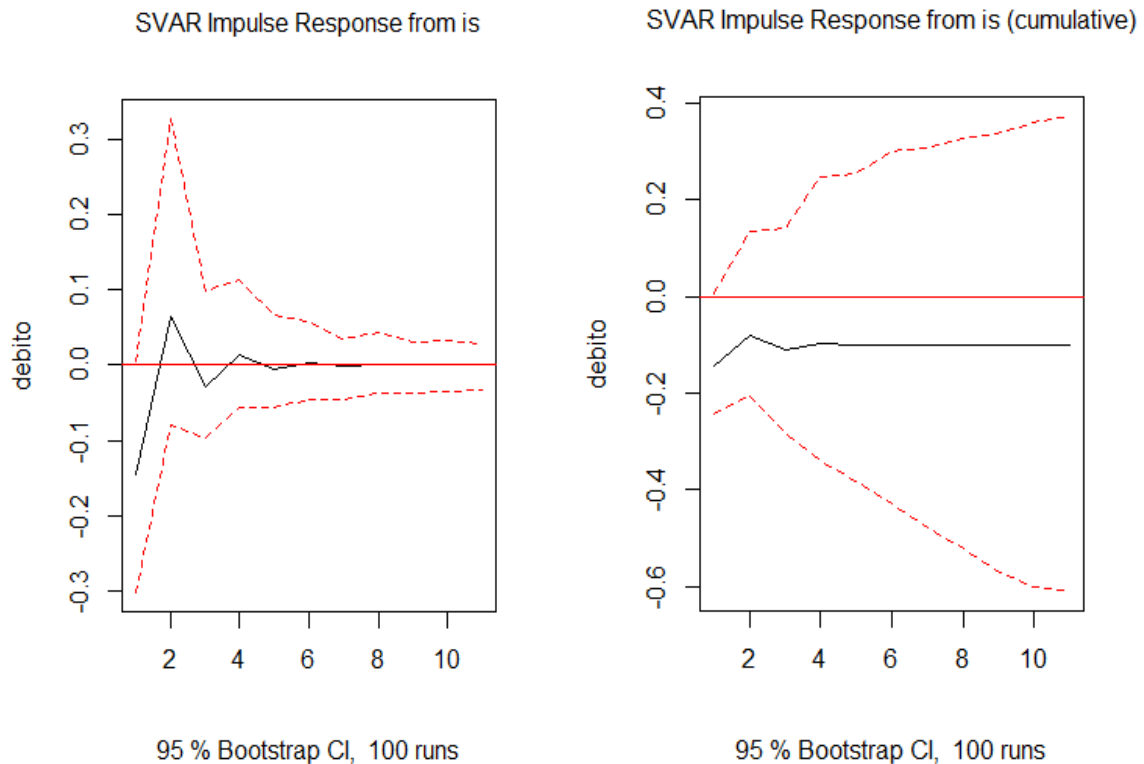 SVAR Impulse Response from is
debito
0.3
0.2
0.1
0.0
-0.1
-0.2
-0.3
2 4 6 8 10
95 % Bootstrap CI, 100 runs
SVAR Impulse Response from is (cumulative)
debito
0.4
0.2
0.0
-0.2
-0.4
-0.6
2 4 6 8 10
95 % Bootstrap CI, 100 runs